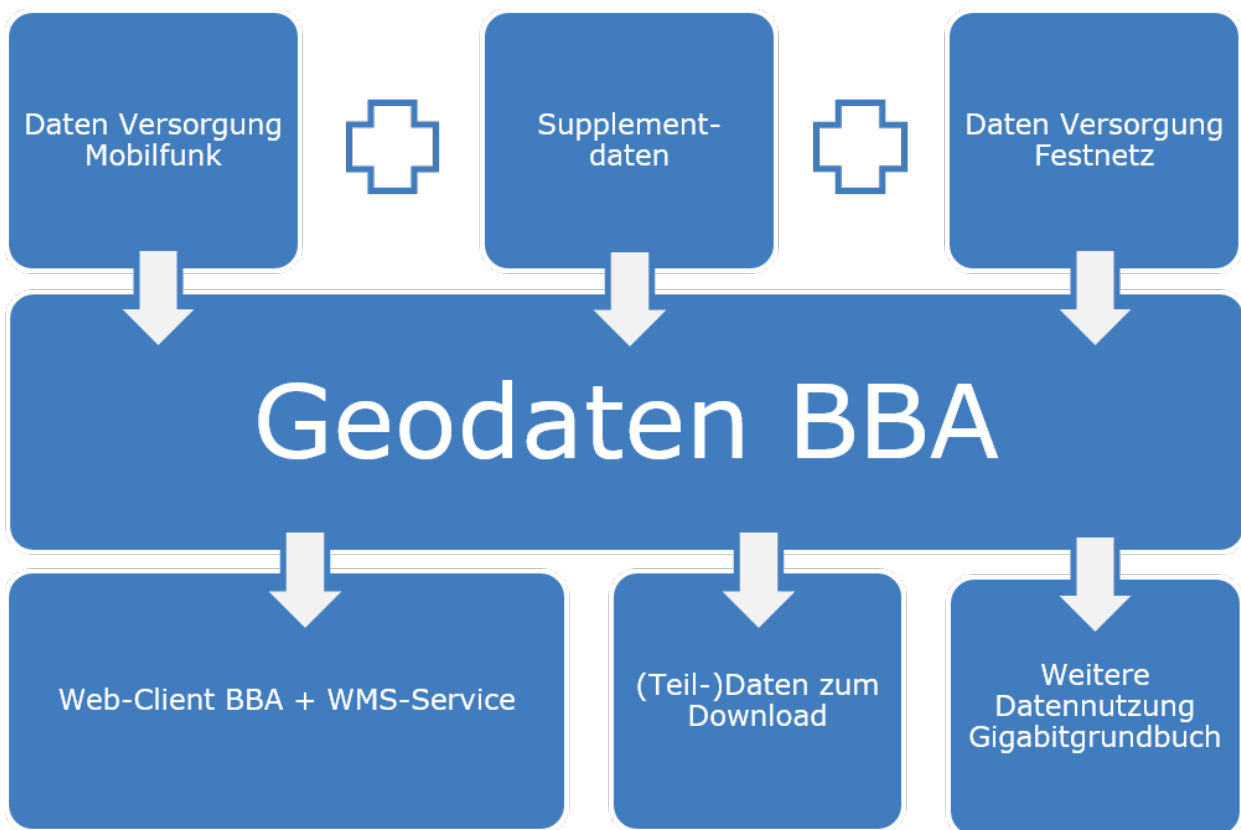 Daten Versorgung
Mobilfunk
Supplement-
daten
Daten Versorgung
Festnetz
Geodaten BBA
Web-Client BBA + WMS-Service
(Teil-)Daten zum
Download
Weitere
Datennutzung
Gigabitgrundbuch